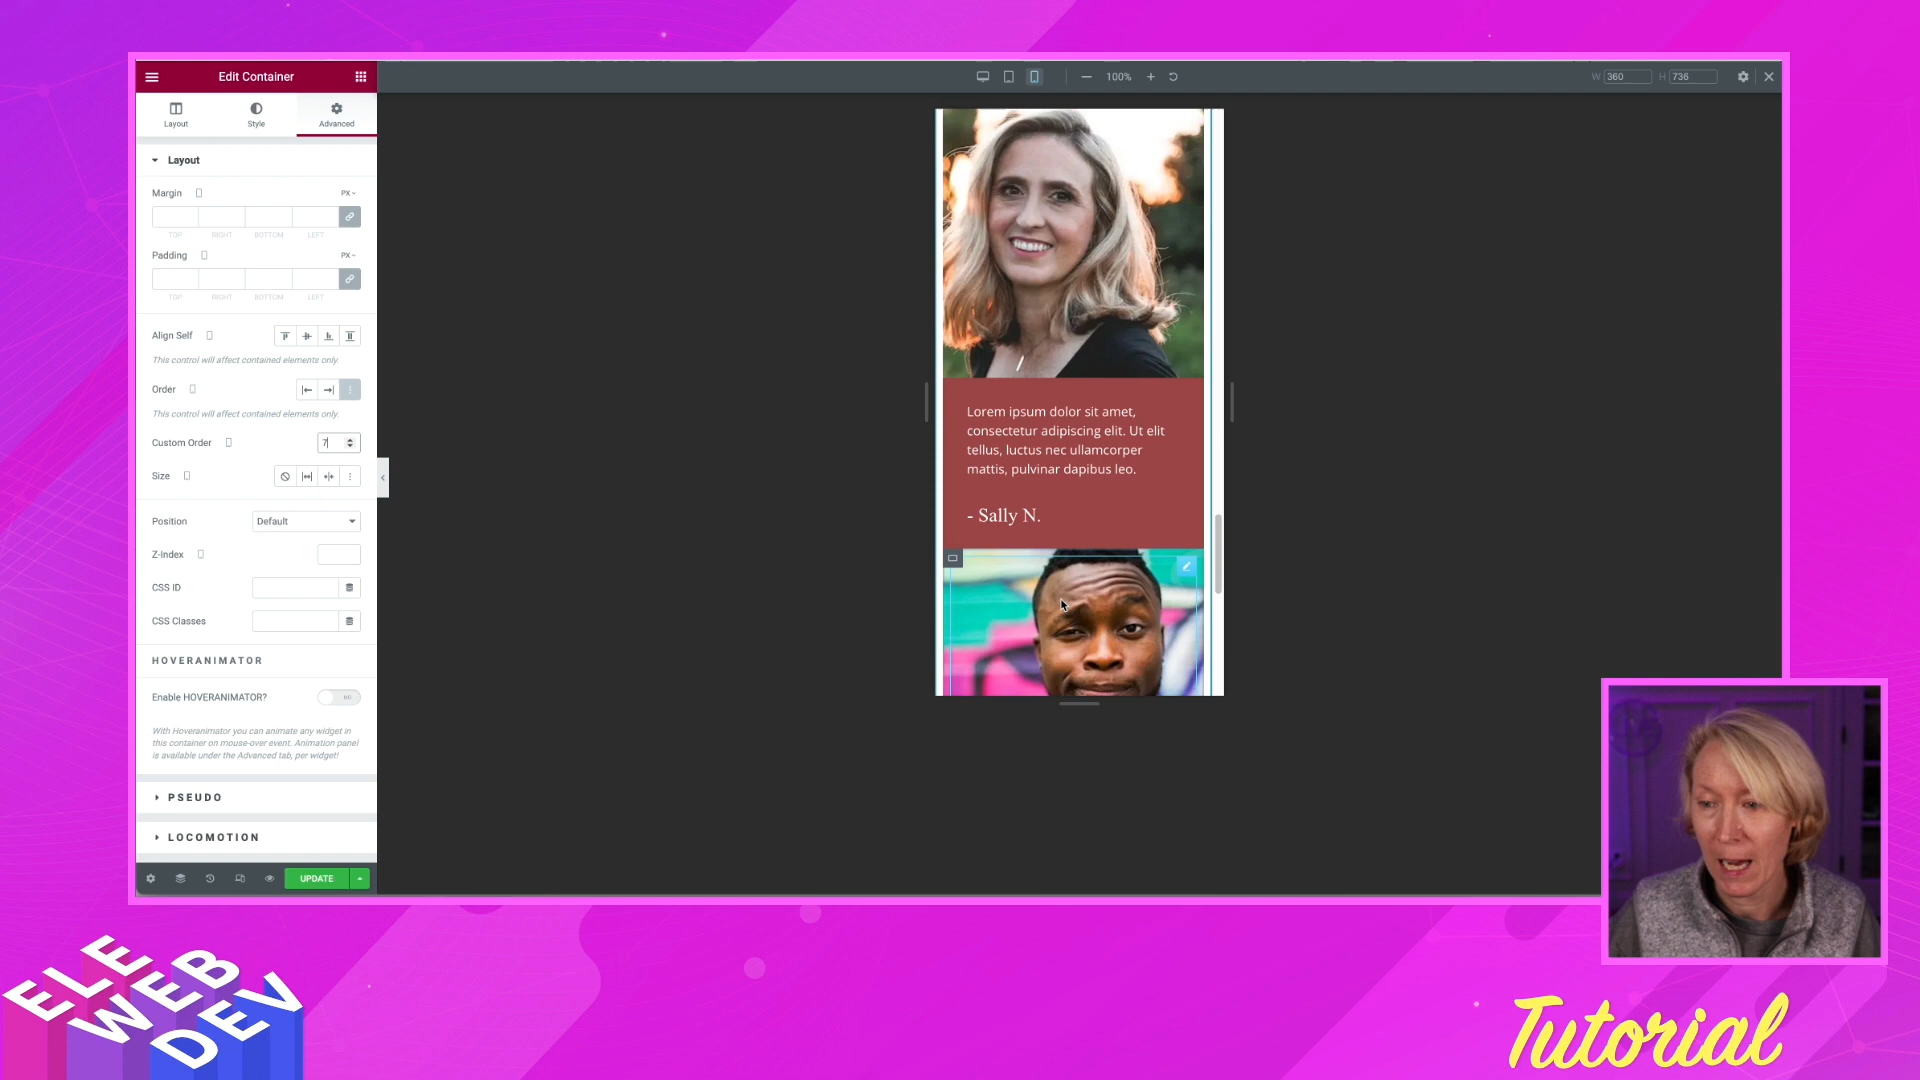 Edit Container
100%
W 360 H 736
Layout Style Advanced
Layout
Margin PX
TOP RIGHT BOTTOM LEFT
Padding PX
TOP RIGHT BOTTOM LEFT
Align Self
This control will affect contained elements only.
Order
This control will affect contained elements only.
Custom Order 7
Size
Position Default
Z-Index
CSS ID
CSS Classes
HOVERANIMATOR
Enable HOVERANIMATOR? NO
With Hoveranimator you can animate any widget in
this container on mouse-over event. Animation panel
is available under the Advanced tab, per widget!
PSEUDO
LOCOMOTION
UPDATE
Lorem ipsum dolor sit amet,
consectetur adipiscing elit. Ut elit
tellus, luctus nec ullamcorper
mattis, pulvinar dapibus leo.
- Sally N.
ELE
WEB
DEV
Tutorial